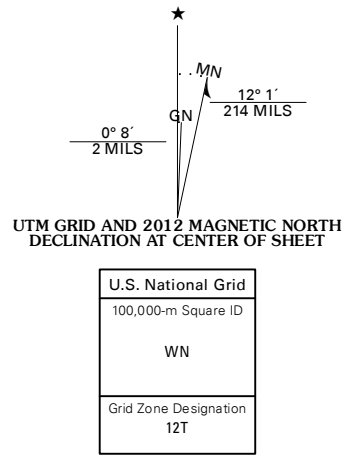 ★
MN
GN
12° 1´
214 MILS
0° 8´
2 MILS
UTM GRID AND 2012 MAGNETIC NORTH
DECLINATION AT CENTER OF SHEET
U.S. National Grid
100,000-m Square ID
WN
Grid Zone Designation
12T